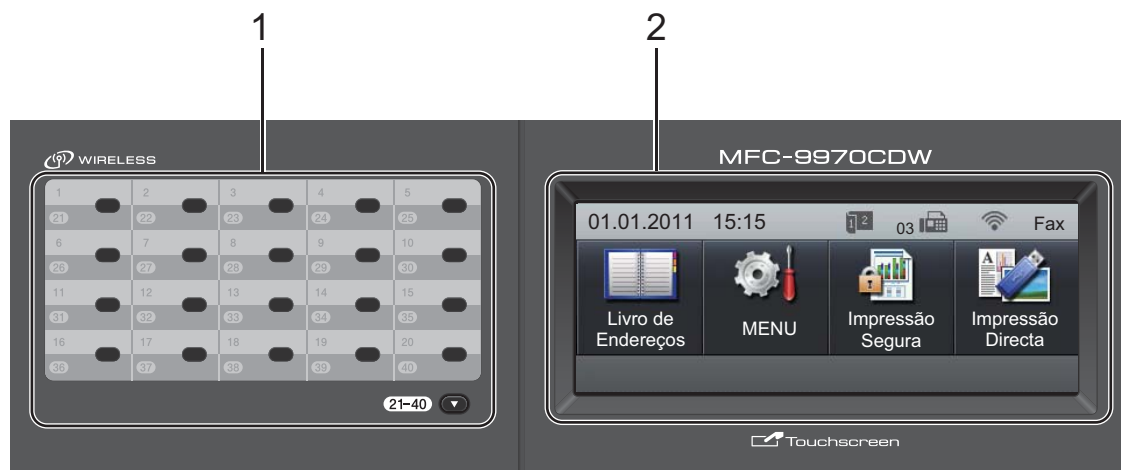 1 2
WIRELESS MFC-9970CDW
1 2 3 4 5
21 22 23 24 25
6 7 8 9 10
26 27 28 29 30
11 12 13 14 15
31 32 33 34 35
16 17 18 19 20
36 37 38 39 40
21-40
01.01.2011 15:15 1 2 03 Fax
Livro de
Endereços
MENU
Impressão
Segura
A
Impressão
Directa
Touchscreen